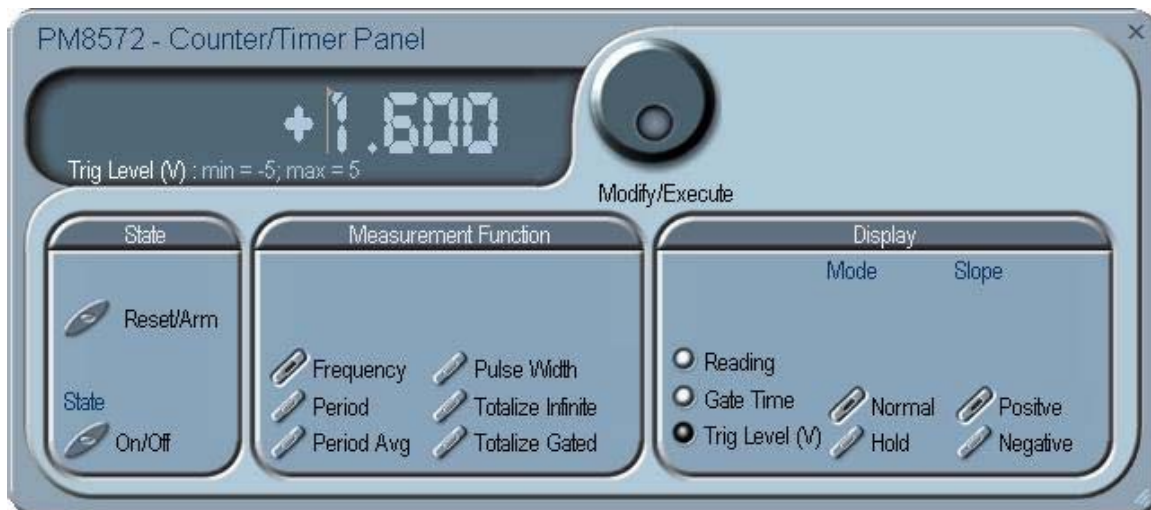 PM8572 - Counter/Timer Panel
+1.600
Trig Level (V) : min = -5; max = 5
Modify/Execute
State
Reset/Arm
State
On/Off
Measurement Function
Frequency
Period
Period Avg
Pulse Width
Totalize Infinite
Totalize Gated
Display
Mode
Slope
Reading
Gate Time
Trig Level (V)
Normal
Hold
Positve
Negative